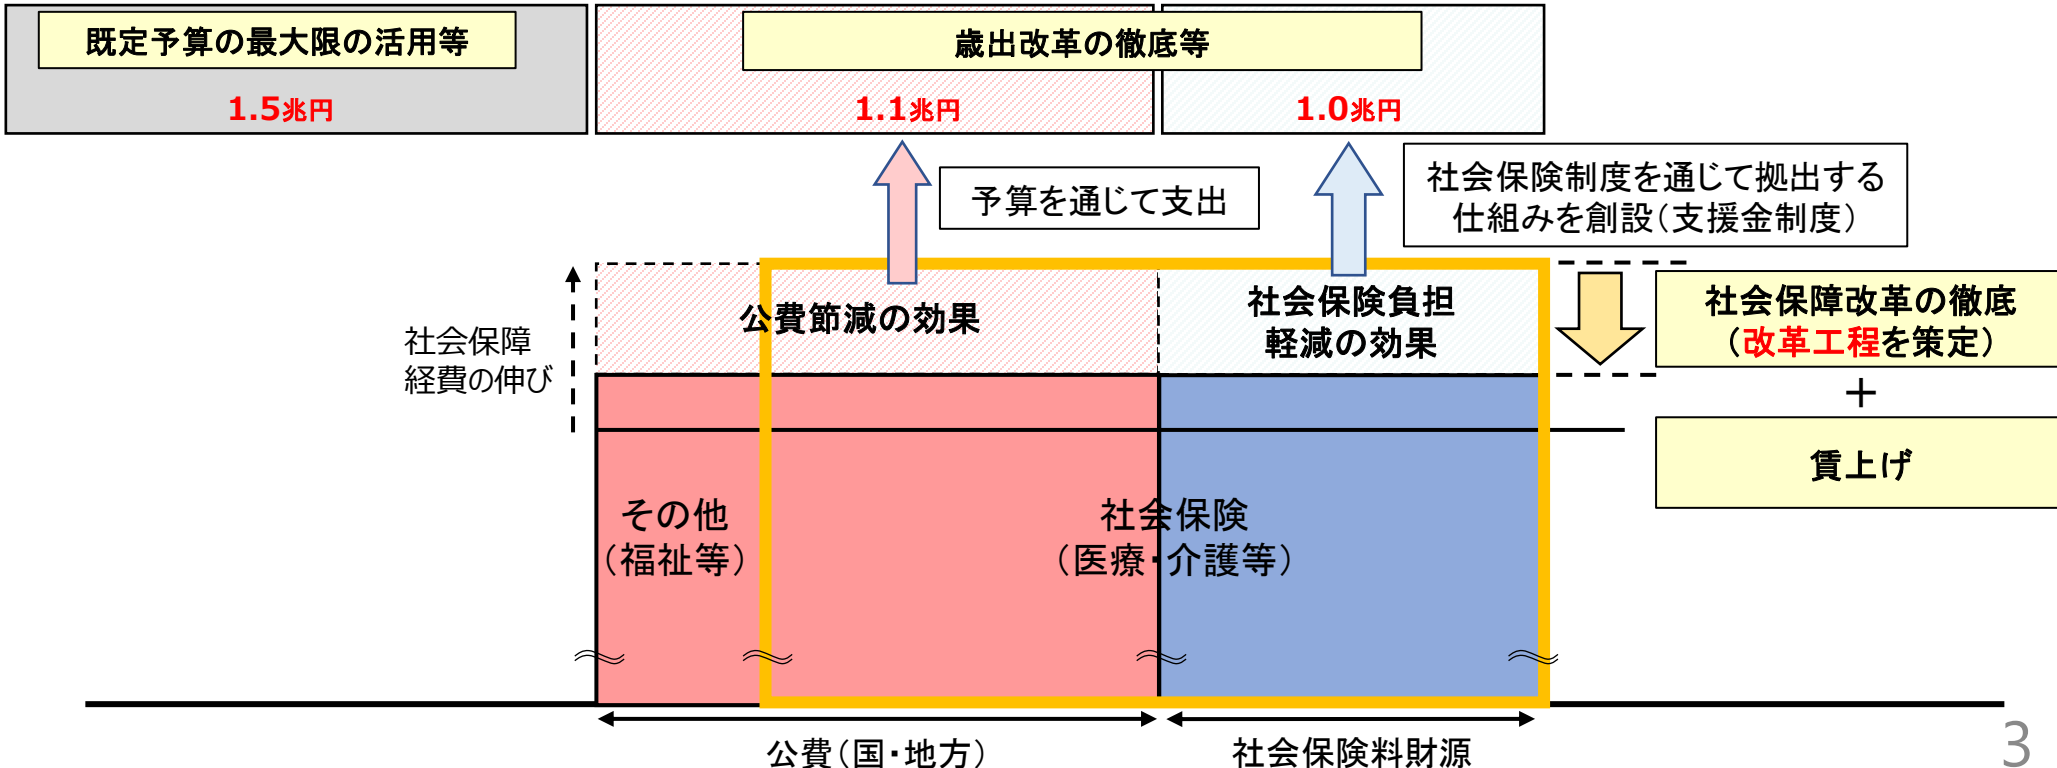 既定予算の最大限の活用等
1.5兆円
歳出改革の徹底等
1.1兆円
1.0兆円
予算を通じて支出
社会保険制度を通じて拠出する
仕組みを創設（支援金制度）
社会保障
経費の伸び
公費節減の効果
社会保険負担
軽減の効果
社会保障改革の徹底
（改革工程を策定）
＋
賃上げ
その他
（福祉等）
社会保険
（医療・介護等）
公費（国・地方）
社会保険料財源
3